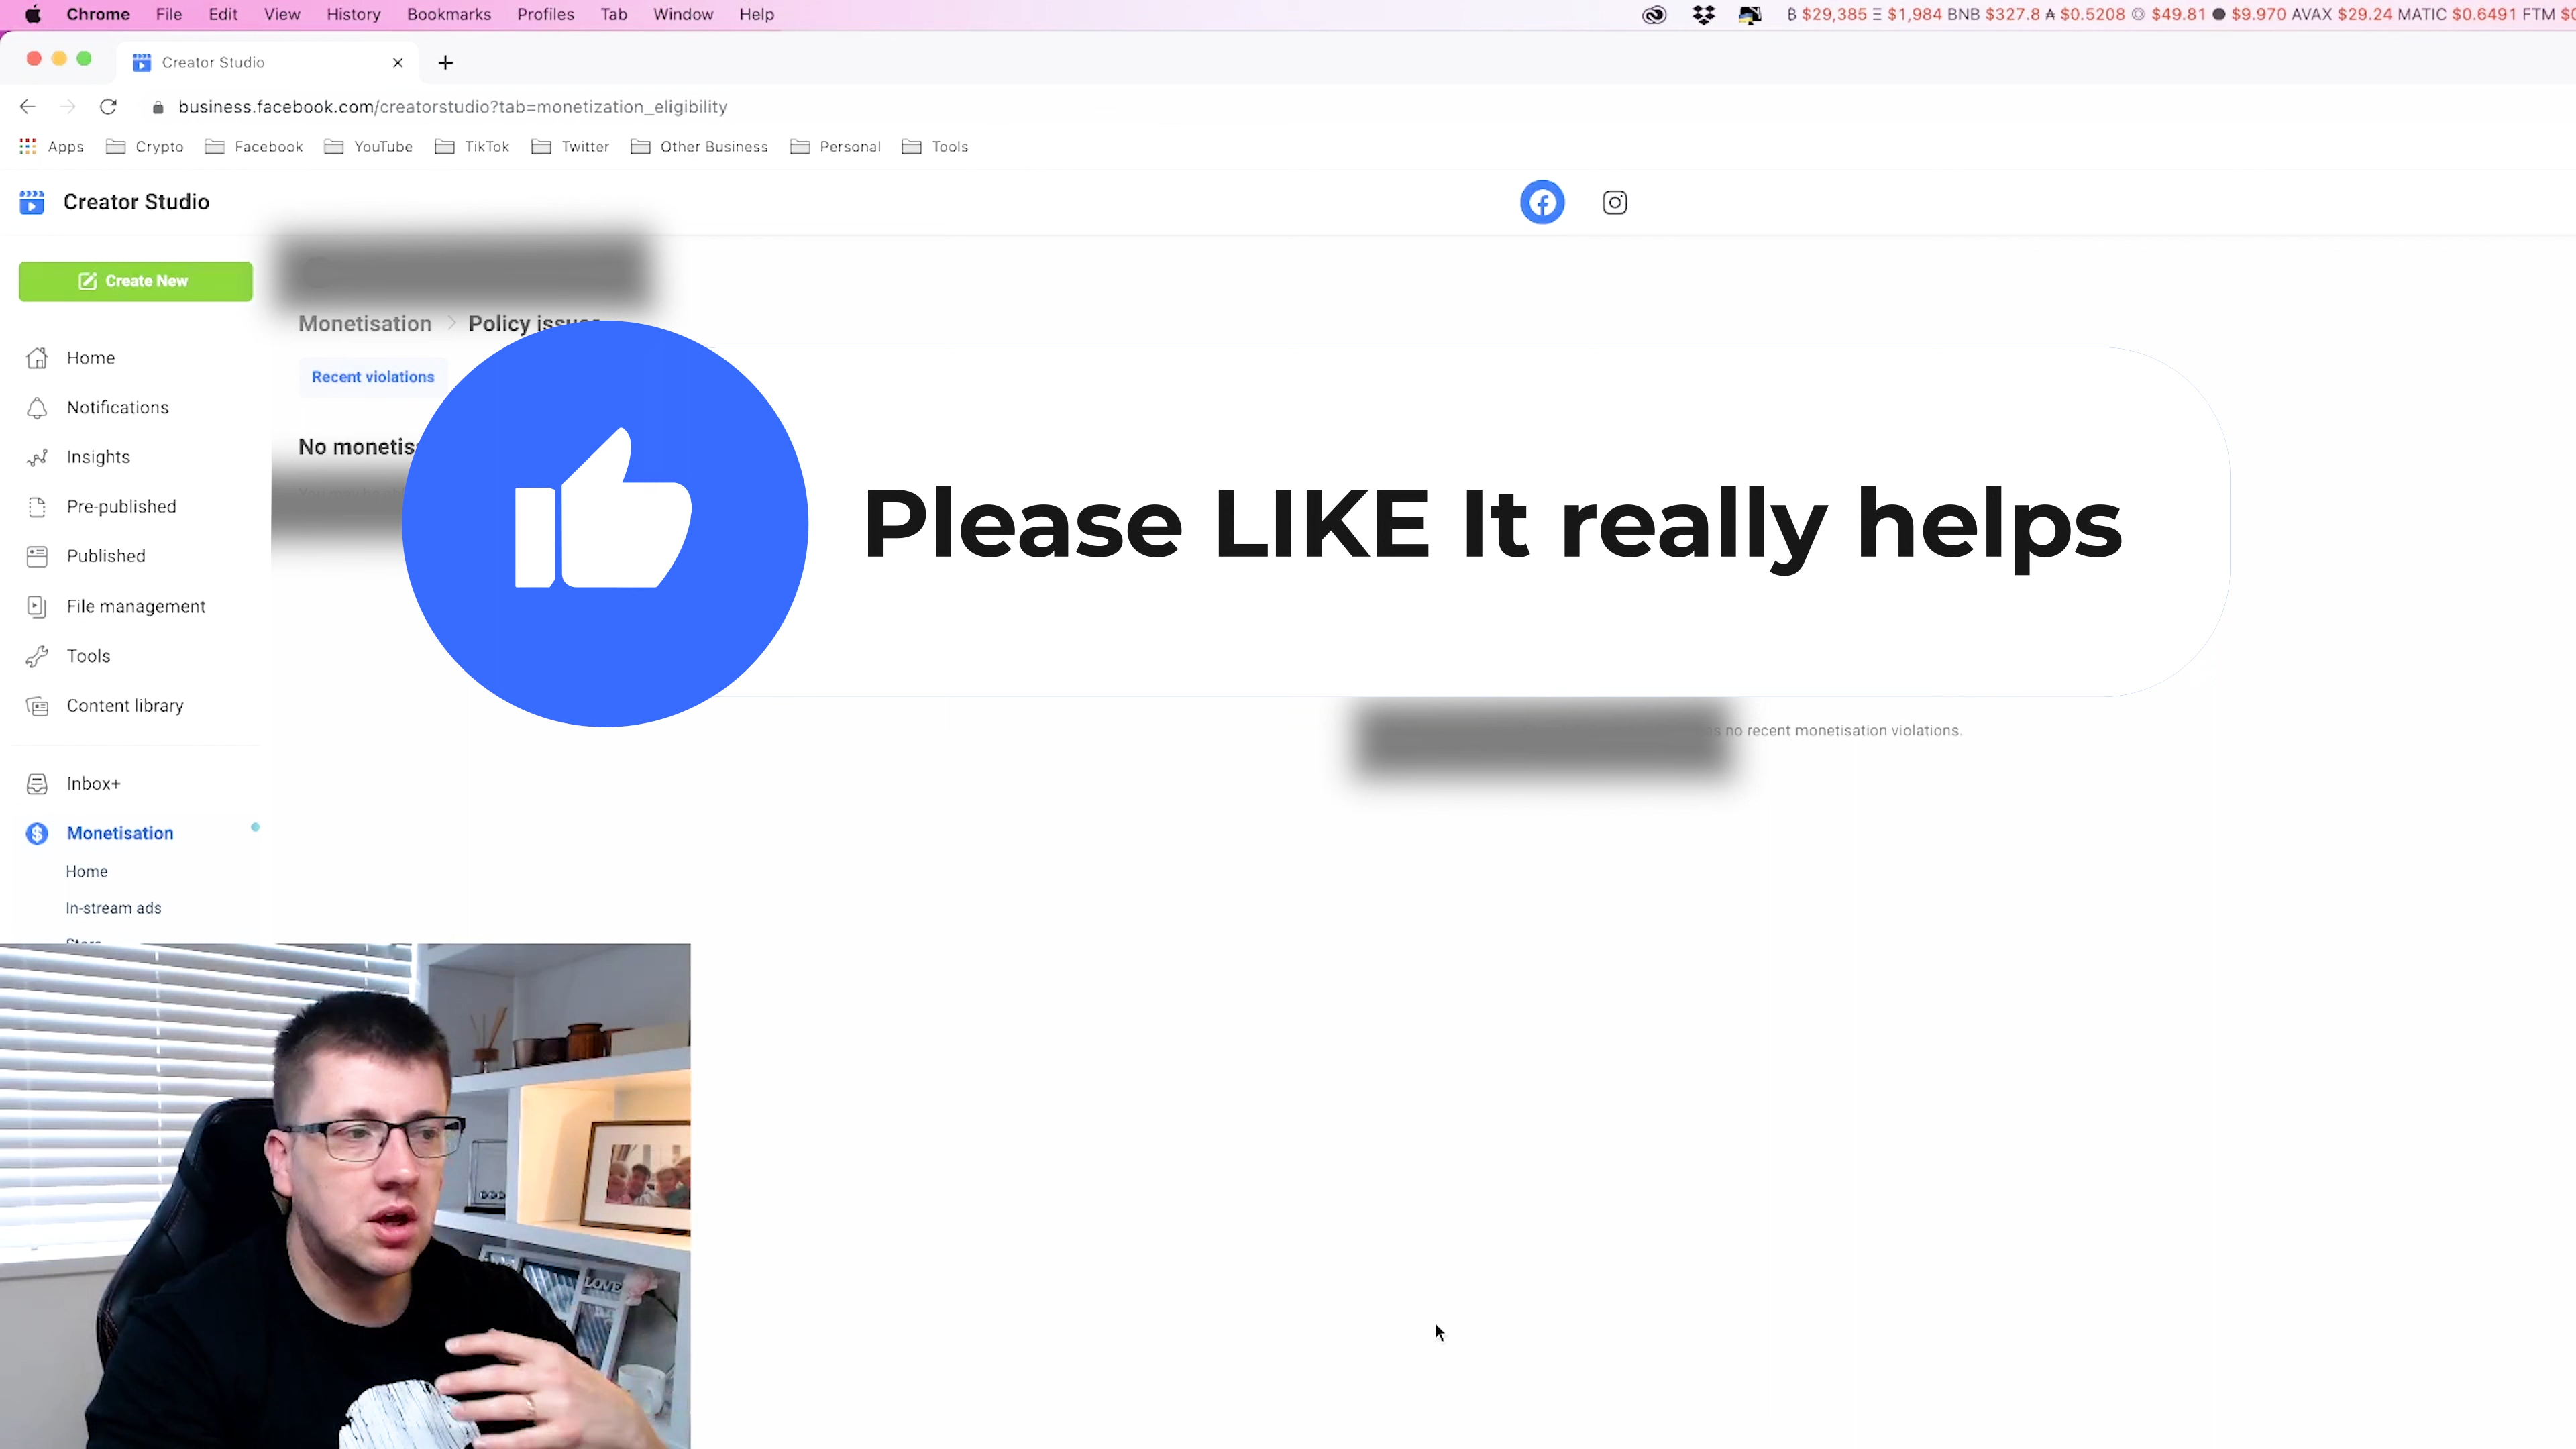 Chrome File Edit View History Bookmarks Profiles Tab Window Help
₿ $29,385 Ξ $1,984 BNB $327.8 ₳ $0.5208 ◎ $49.81 ● $9.970 AVAX $29.24 MATIC $0.6491 FTM
Creator Studio
business.facebook.com/creatorstudio?tab=monetization_eligibility
Apps Crypto Facebook YouTube TikTok Twitter Other Business Personal Tools
Creator Studio
Create New
Monetisation > Policy issues
Home
Recent violations
Notifications
No monetis
Insights
Pre-published
Please LIKE It really helps
Published
File management
Tools
Content library
no recent monetisation violations.
Inbox+
Monetisation
Home
In-stream ads
Stars
LOVE